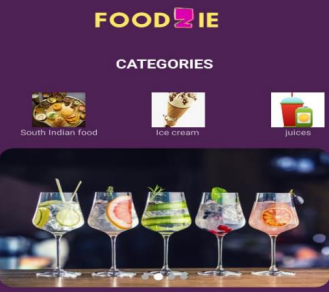 FOODZIE
CATEGORIES
South Indian food
Ice cream
juices